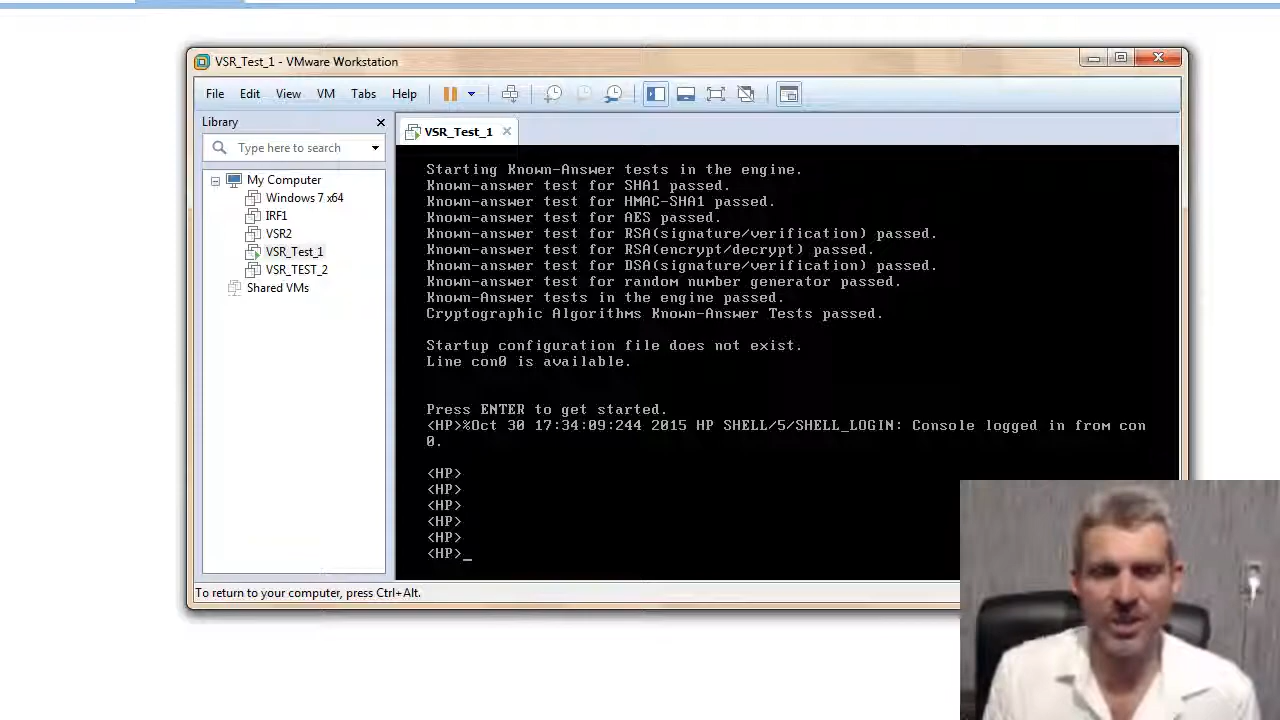 VSR_Test_1 - VMware Workstation
File Edit View VM Tabs Help
Library
Type here to search
My Computer
Windows 7 x64
IRF1
VSR2
VSR_Test_1
VSR_TEST_2
Shared VMs
VSR_Test_1
Starting Known-Answer tests in the engine.
Known-answer test for SHA1 passed.
Known-answer test for HMAC-SHA1 passed.
Known-answer test for AES passed.
Known-answer test for RSA(signature/verification) passed.
Known-answer test for RSA(encrypt/decrypt) passed.
Known-answer test for DSA(signature/verification) passed.
Known-answer test for random number generator passed.
Known-Answer tests in the engine passed.
Cryptographic Algorithms Known-Answer Tests passed.
Startup configuration file does not exist.
Line con0 is available.
Press ENTER to get started.
<HP>%Oct 30 17:34:09:244 2015 HP SHELL/5/SHELL_LOGIN: Console logged in from con
0.
<HP>
<HP>
<HP>
<HP>
<HP>
<HP>_
To return to your computer, press Ctrl+Alt.